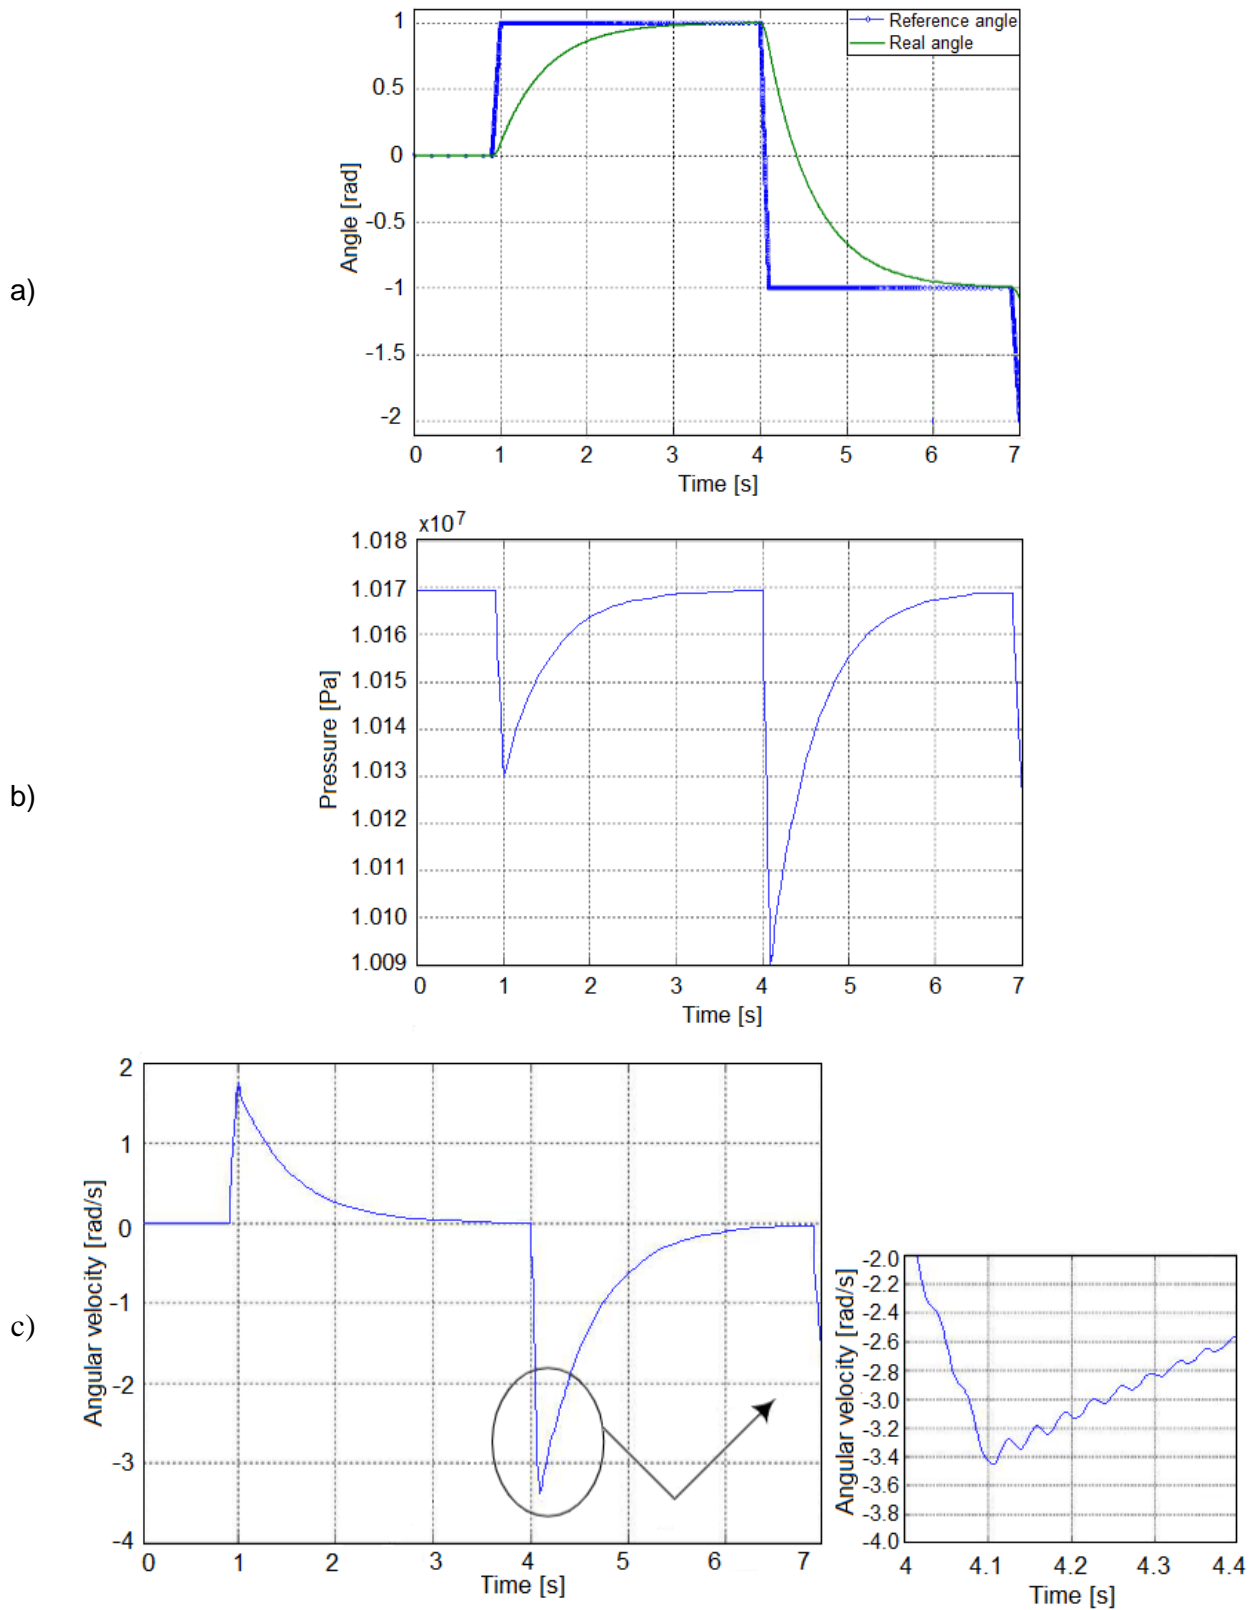 1
Reference angle
Real angle
0.5
0
-0.5
-1
-1.5
-2
Angle [rad]
a)
0 1 2 3 4 5 6 7
Time [s]
x10^7
1.018
1.017
1.016
1.015
1.014
1.013
1.012
1.011
1.010
1.009
Pressure [Pa]
b)
0 1 2 3 4 5 6 7
Time [s]
2
1
0
-1
-2
-3
-4
Angular velocity [rad/s]
c)
0 1 2 3 4 5 6 7
Time [s]
-2.0
-2.2
-2.4
-2.6
-2.8
-3.0
-3.2
-3.4
-3.6
-3.8
-4.0
Angular velocity [rad/s]
4 4.1 4.2 4.3 4.4
Time [s]